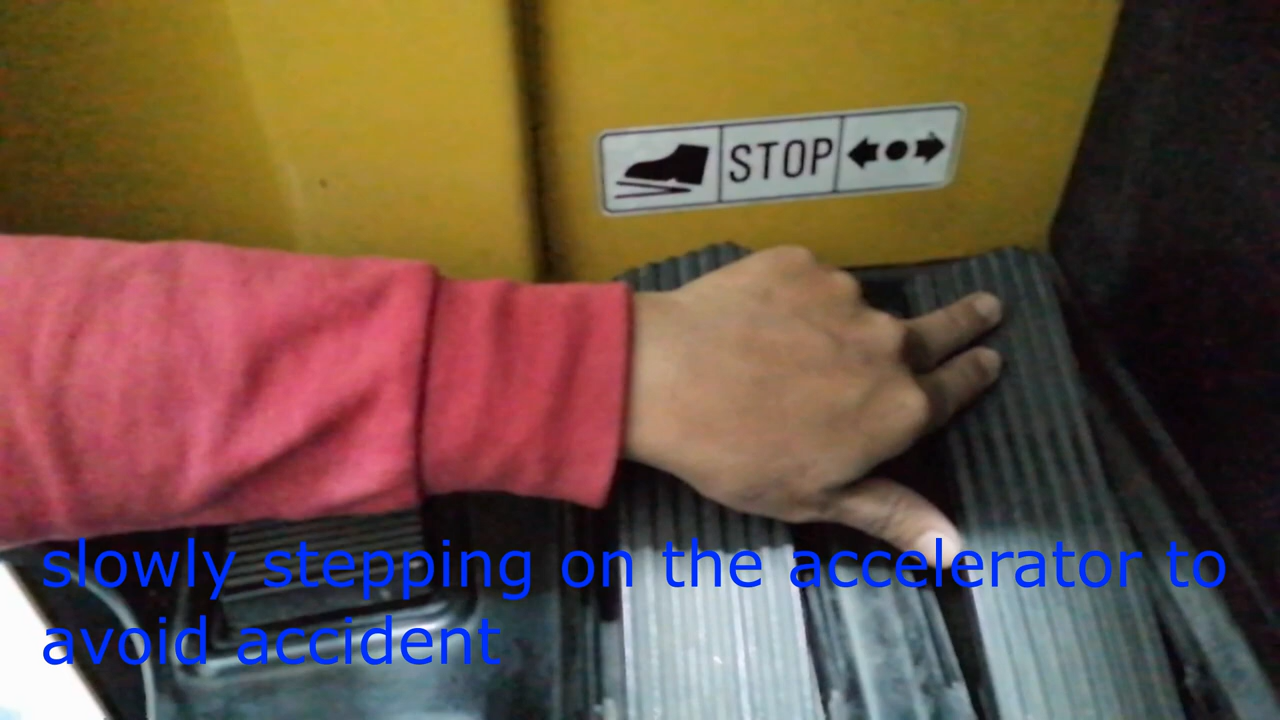 STOP
slowly stepping on the accelerator to
avoid accident